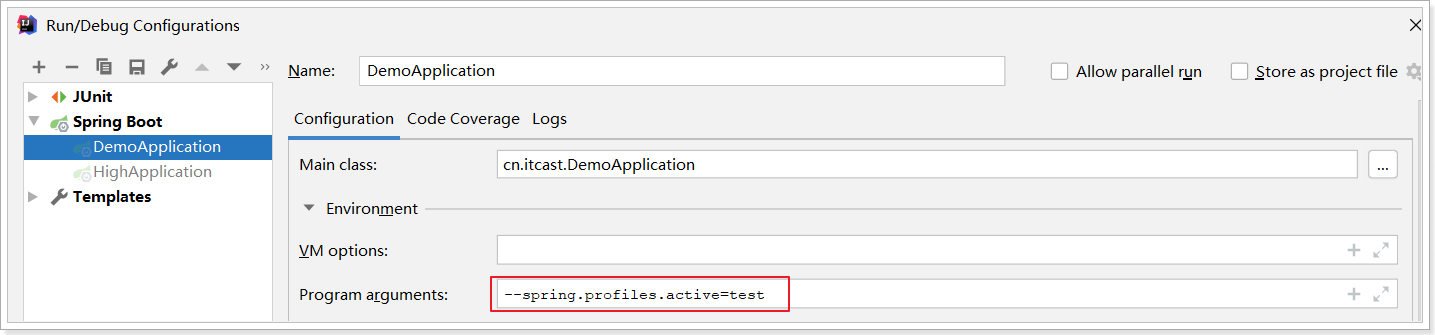 Run/Debug Configurations
Name: DemoApplication Allow parallel run Store as project file
JUnit
Spring Boot
DemoApplication
HighApplication
Templates
Configuration Code Coverage Logs
Main class: cn.itcast.DemoApplication ...
Environment
VM options:
Program arguments: --spring.profiles.active=test